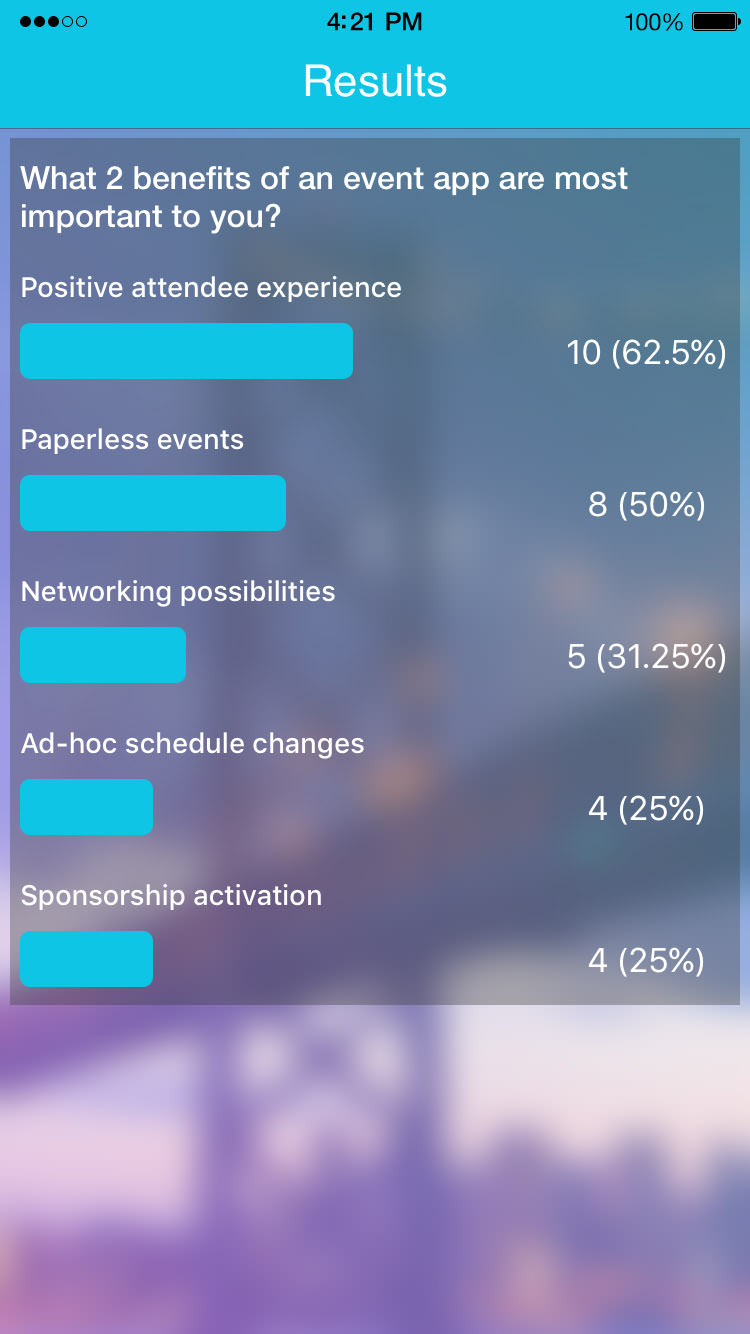 4:21 PM 100%
Results
What 2 benefits of an event app are most
important to you?
Positive attendee experience
10 (62.5%)
Paperless events
8 (50%)
Networking possibilities
5 (31.25%)
Ad-hoc schedule changes
4 (25%)
Sponsorship activation
4 (25%)